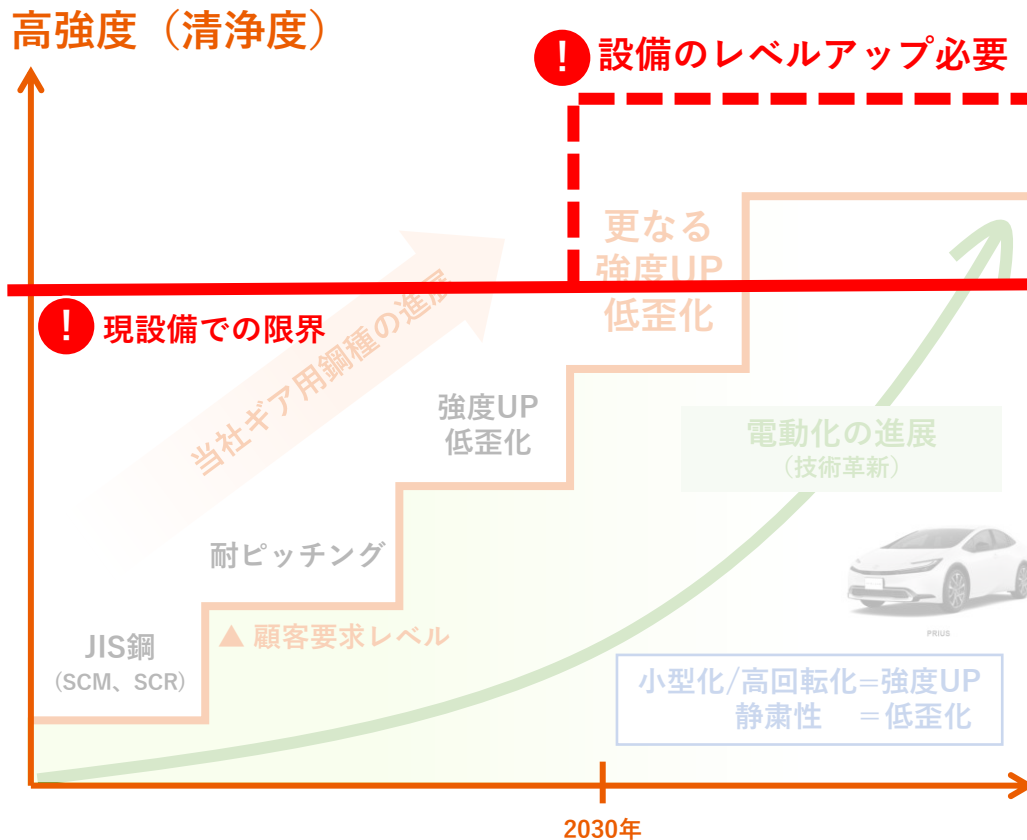 高強度（清浄度）
! 設備のレベルアップ必要
更なる
強度UP
低歪化
! 現設備での限界
当社ギア用鋼種の進展
強度UP
低歪化
電動化の進展
（技術革新）
耐ピッチング
▲ 顧客要求レベル
JIS鋼
(SCM、SCR)
PRIUS
小型化/高回転化=強度UP
静粛性　=低歪化
2030年